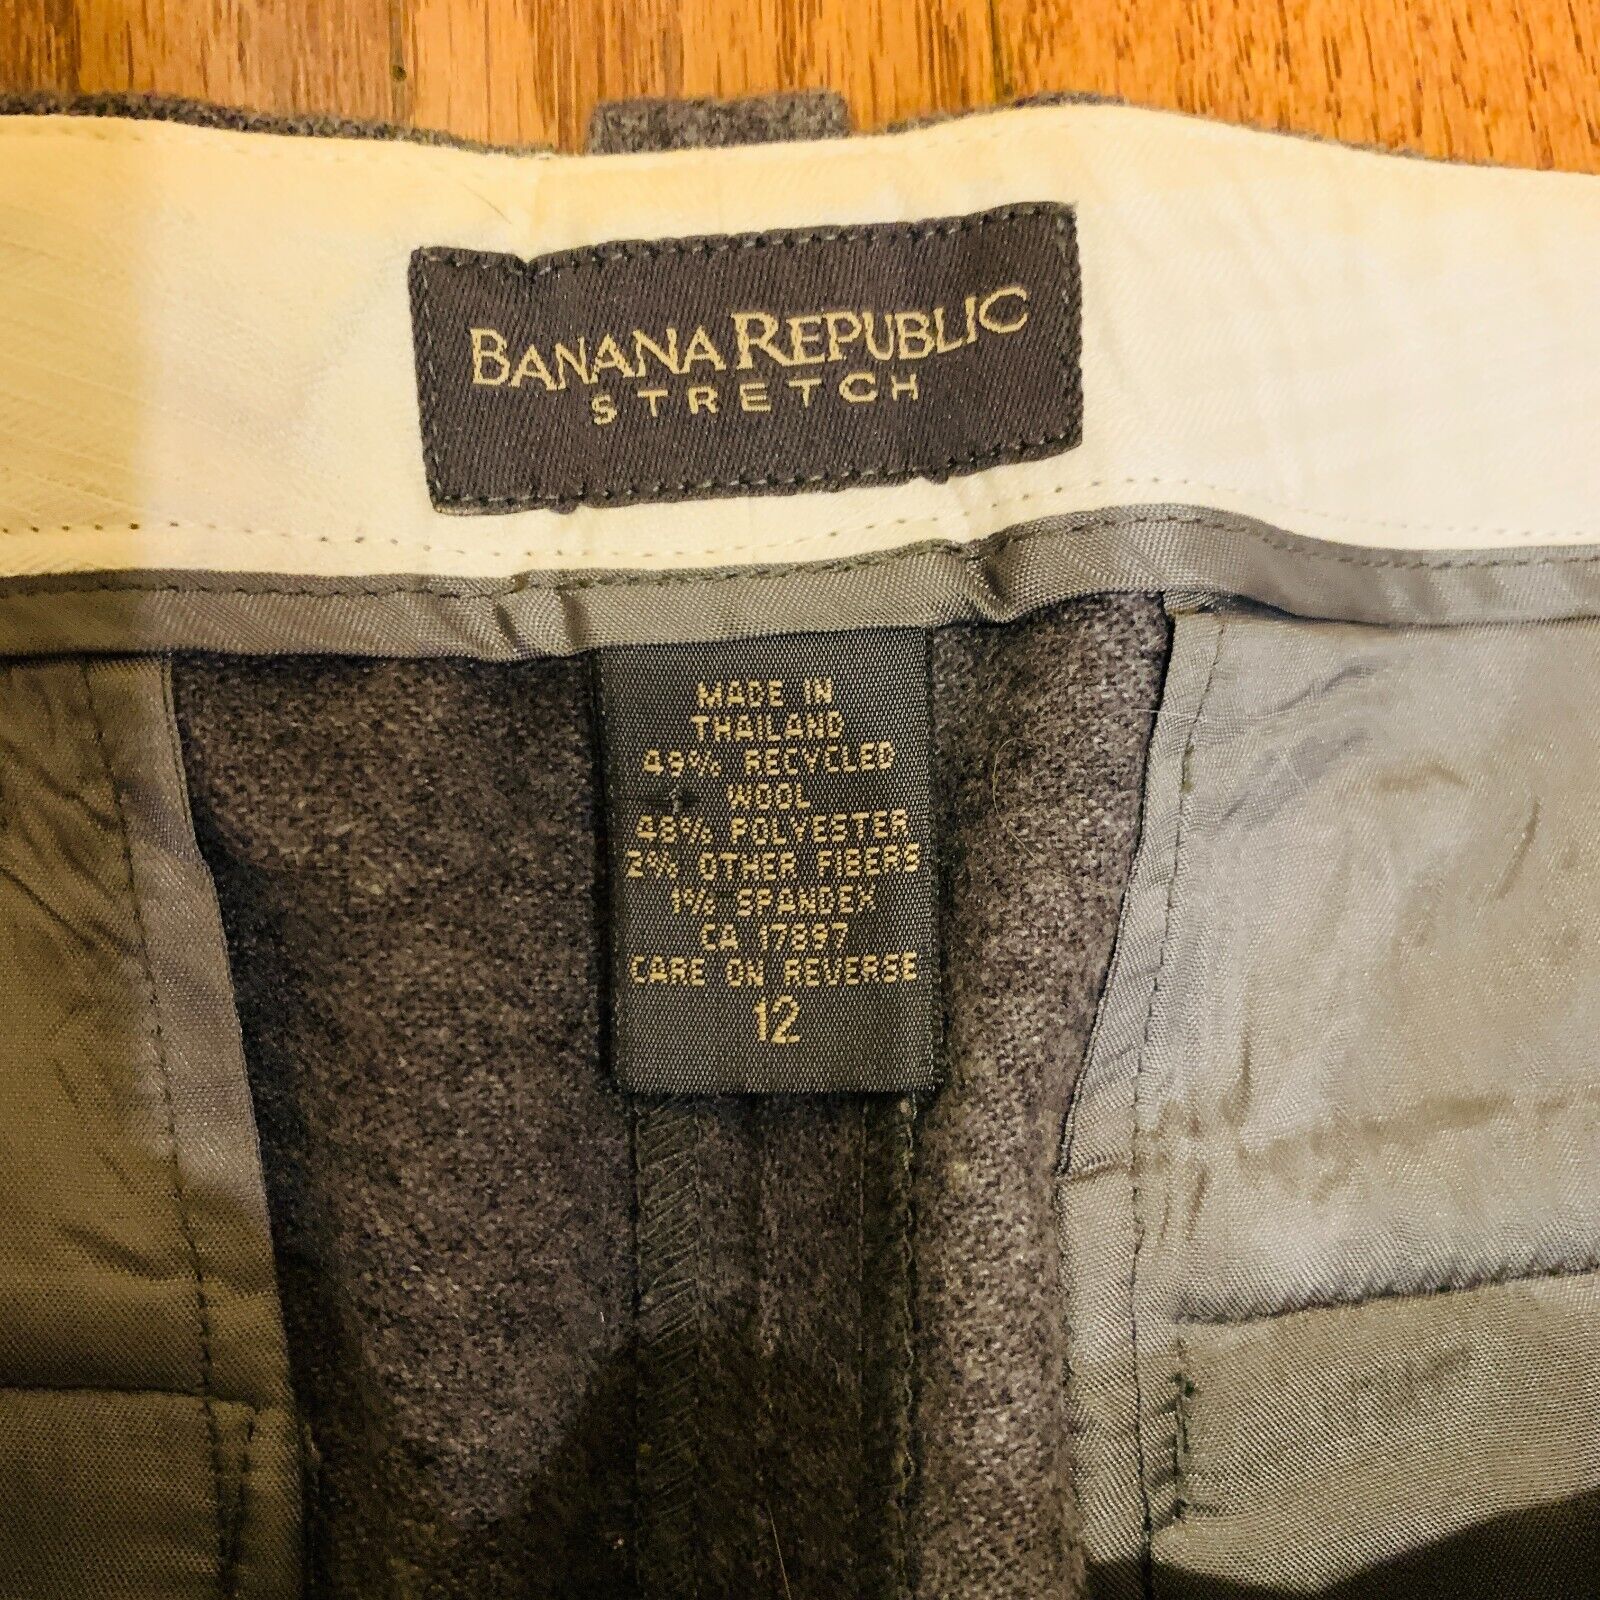 BANANA REPUBLIC
STRETCH
MADE IN
THAILAND
49% RECYCLED
WOOL
48% POLYESTER
2% OTHER FIBERS
1% SPANDEX
CA 17897
CARE ON REVERSE
12